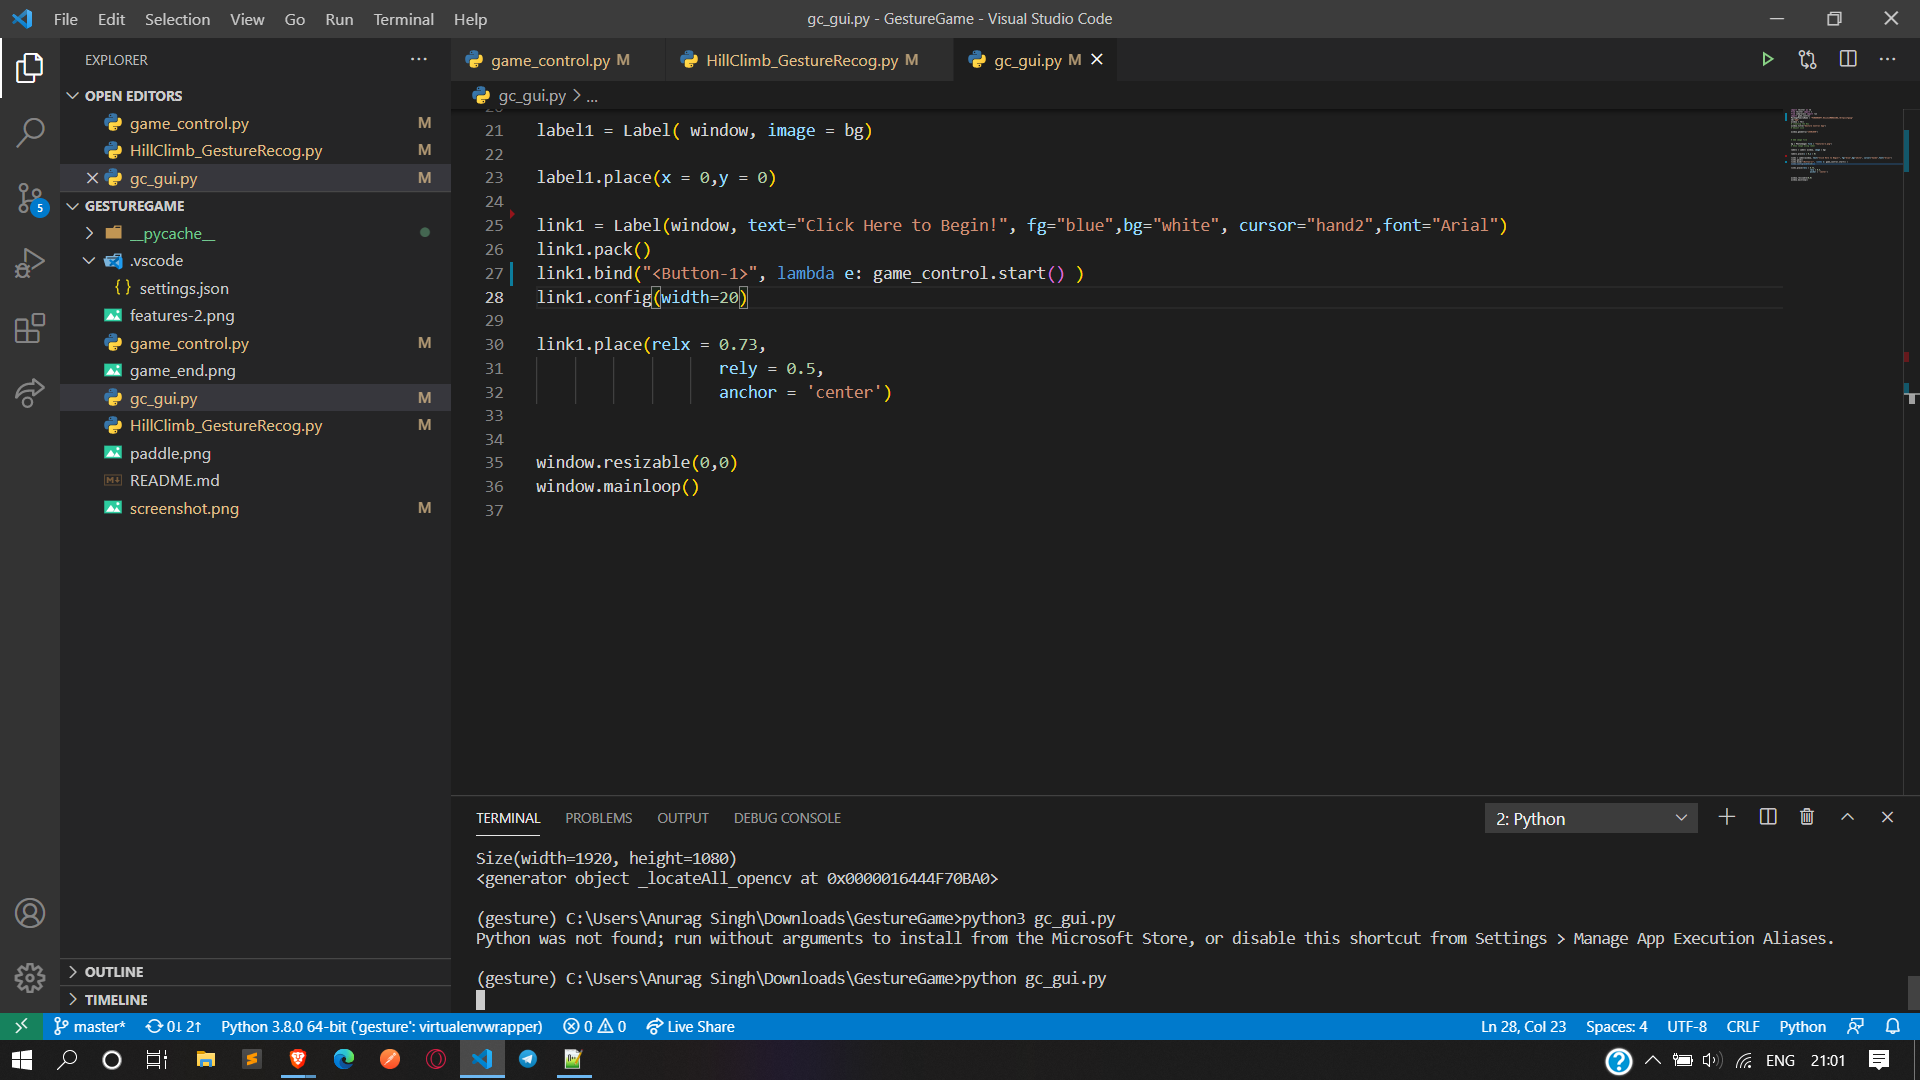 File Edit Selection View Go Run Terminal Help
gc_gui.py - GestureGame - Visual Studio Code
EXPLORER
OPEN EDITORS
game_control.py M
HillClimb_GestureRecog.py M
gc_gui.py M
GESTUREGAME
__pycache__
.vscode
{} settings.json
features-2.png
game_control.py M
game_end.png
gc_gui.py M
HillClimb_GestureRecog.py M
paddle.png
README.md
screenshot.png M
OUTLINE
TIMELINE
5
game_control.py M HillClimb_GestureRecog.py M gc_gui.py M
gc_gui.py > ...
21 label1 = Label( window, image = bg)
22
23 label1.place(x = 0,y = 0)
24
25 link1 = Label(window, text="Click Here to Begin!", fg="blue",bg="white", cursor="hand2",font="Arial")
26 link1.pack()
27 link1.bind("<Button-1>", lambda e: game_control.start() )
28 link1.config(width=20)
29
30 link1.place(relx = 0.73,
31 rely = 0.5,
32 anchor = 'center')
33
34
35 window.resizable(0,0)
36 window.mainloop()
37
TERMINAL PROBLEMS OUTPUT DEBUG CONSOLE
2: Python
Size(width=1920, height=1080)
<generator object _locateAll_opencv at 0x0000016444F70BA0>
(gesture) C:\Users\Anurag Singh\Downloads\GestureGame>python3 gc_gui.py
Python was not found; run without arguments to install from the Microsoft Store, or disable this shortcut from Settings > Manage App Execution Aliases.
(gesture) C:\Users\Anurag Singh\Downloads\GestureGame>python gc_gui.py
master* 0↓ 2↑ Python 3.8.0 64-bit ('gesture': virtualenvwrapper) 0 0 Live Share
Ln 28, Col 23 Spaces: 4 UTF-8 CRLF Python
ENG 21:01